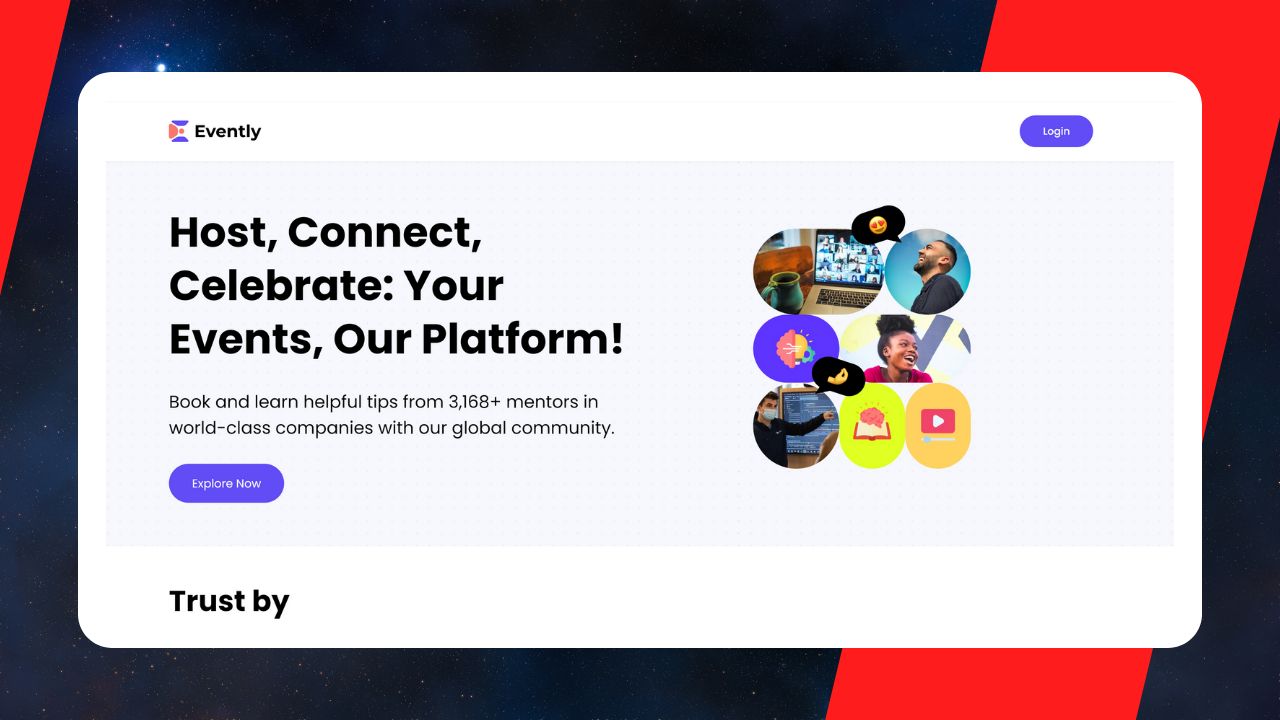 Evently
Login
Host, Connect,
Celebrate: Your
Events, Our Platform!
Book and learn helpful tips from 3,168+ mentors in
world-class companies with our global community.
Explore Now
Trust by